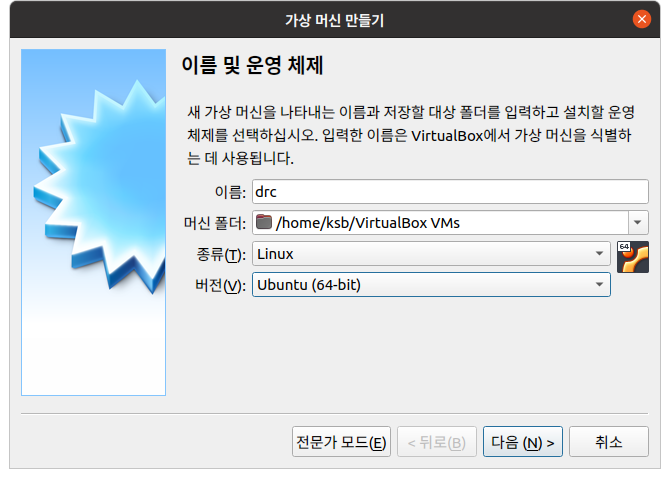 가상 머신 만들기
이름 및 운영 체제
새 가상 머신을 나타내는 이름과 저장할 대상 폴더를 입력하고 설치할 운영
체제를 선택하십시오. 입력한 이름은 VirtualBox에서 가상 머신을 식별하
는 데 사용됩니다.
이름: drc
머신 폴더: /home/ksb/VirtualBox VMs
종류(T): Linux
64
버전(V): Ubuntu (64-bit)
전문가 모드(E) < 뒤로(B) 다음 (N) > 취소